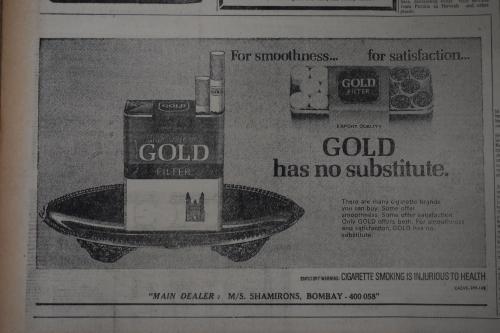 For smoothness... for satisfaction...
GOLD
FILTER
GOLD
GOLD
FILTER
EXPORT QUALITY
GOLD
has no substitute.
There are many cigarette brands
you can buy. Some offer
smoothness. Some offer satisfaction.
Only GOLD offers both. For smoothness
and satisfaction, GOLD has no
substitute.
STATUTORY WARNING: CIGARETTE SMOKING IS INJURIOUS TO HEALTH
"MAIN DEALER : M/S. SHAMIRONS, BOMBAY - 400 058"